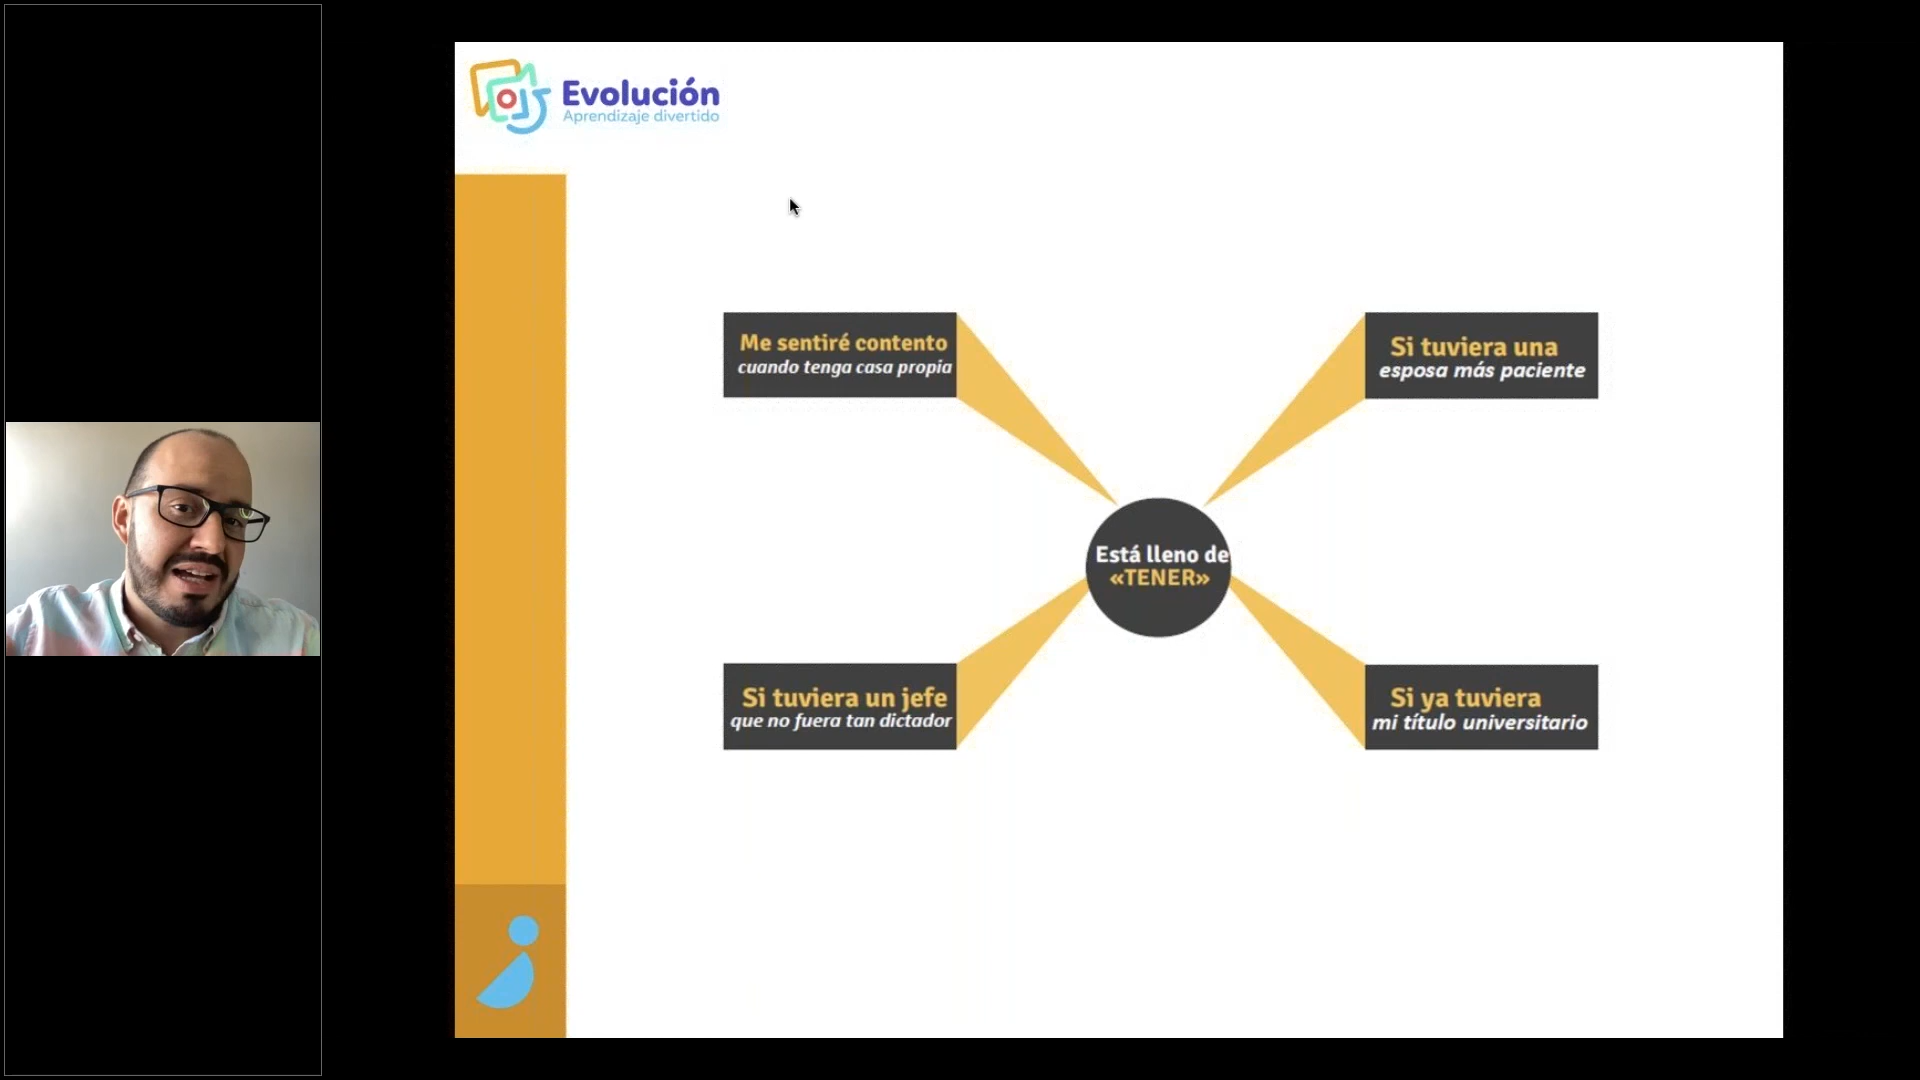 Evolución
Aprendizaje divertido
Me sentiré contento
cuando tenga casa propia
Si tuviera una
esposa más paciente
Está lleno de
«TENER»
Si tuviera un jefe
que no fuera tan dictador
Si ya tuviera
mi título universitario